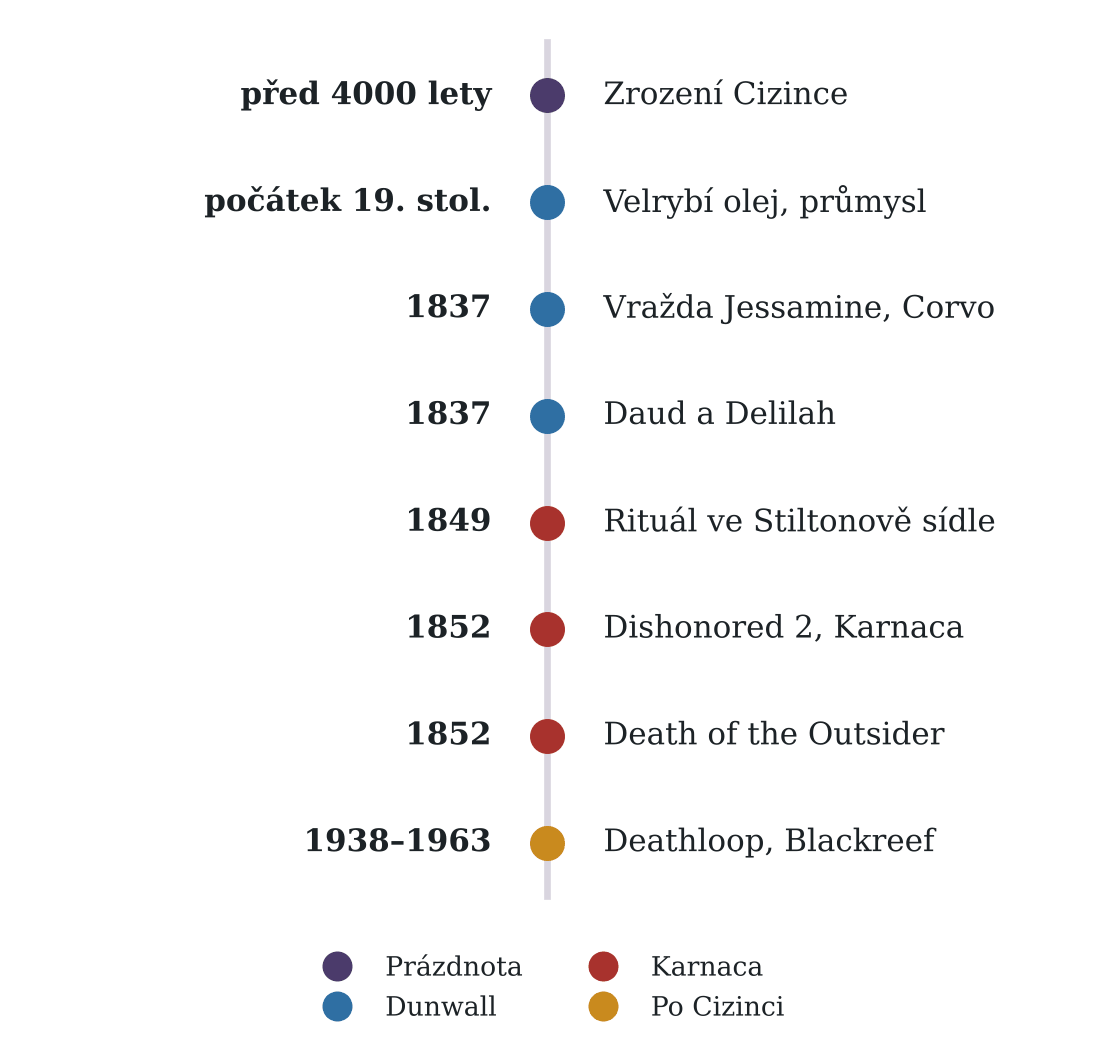 před 4000 lety Zrození Cizince
počátek 19. stol. Velrybí olej, průmysl
1837 Vražda Jessamine, Corvo
1837 Daud a Delilah
1849 Rituál ve Stiltonově sídle
1852 Dishonored 2, Karnaca
1852 Death of the Outsider
1938–1963 Deathloop, Blackreef
Prázdnota Karnaca
Dunwall Po Cizinci